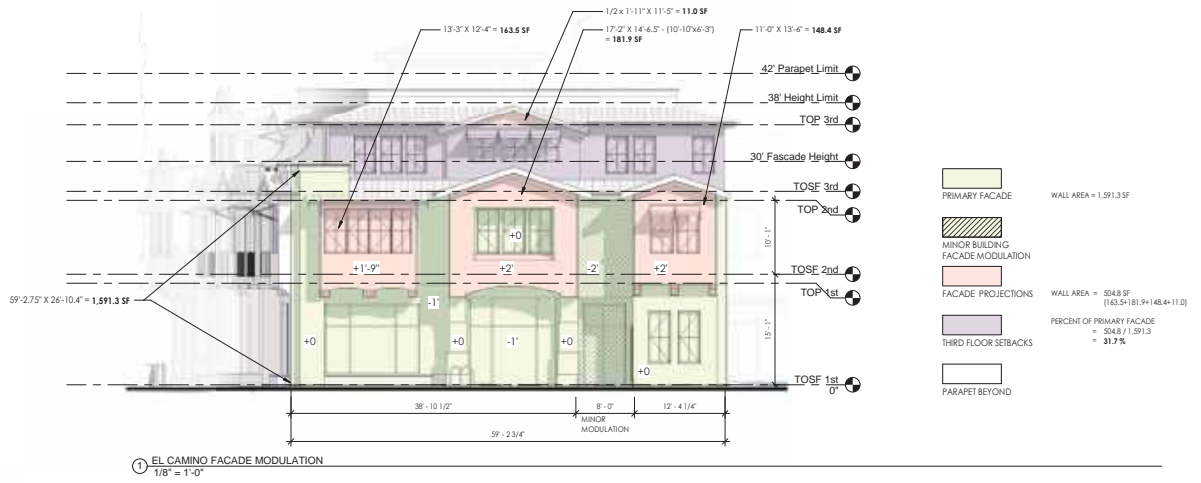 1/2 x 1'-11" X 11'-5" = 11.0 SF
13'-3" X 12'-4" = 163.5 SF
17'-2" X 14'-6.5" - (10'-10"x6'-3")
= 181.9 SF
11'-0" X 13'-6" = 148.4 SF
42' Parapet Limit
38' Height Limit
TOP 3rd
30' Fascade Height
TOSF 3rd
TOP 2nd
10' - 1"
+0
+1'-9"
+2'
-2'
+2'
TOSF 2nd
TOP 1st
59'-2.75" X 26'-10.4" = 1,591.3 SF
-1'
15' - 1"
+0
+0
-1'
+0
+0
TOSF 1st
0"
38' - 10 1/2"
8' - 0"
12' - 4 1/4"
MINOR
MODULATION
59' - 2 3/4"
PRIMARY FACADE
WALL AREA = 1,591.3 SF
MINOR BUILDING
FACADE MODULATION
FACADE PROJECTIONS
WALL AREA = 504.8 SF
(163.5+181.9+148.4+11.0)
THIRD FLOOR SETBACKS
PERCENT OF PRIMARY FACADE
= 504.8 / 1,591.3
= 31.7 %
PARAPET BEYOND
1 EL CAMINO FACADE MODULATION
1/8" = 1'-0"